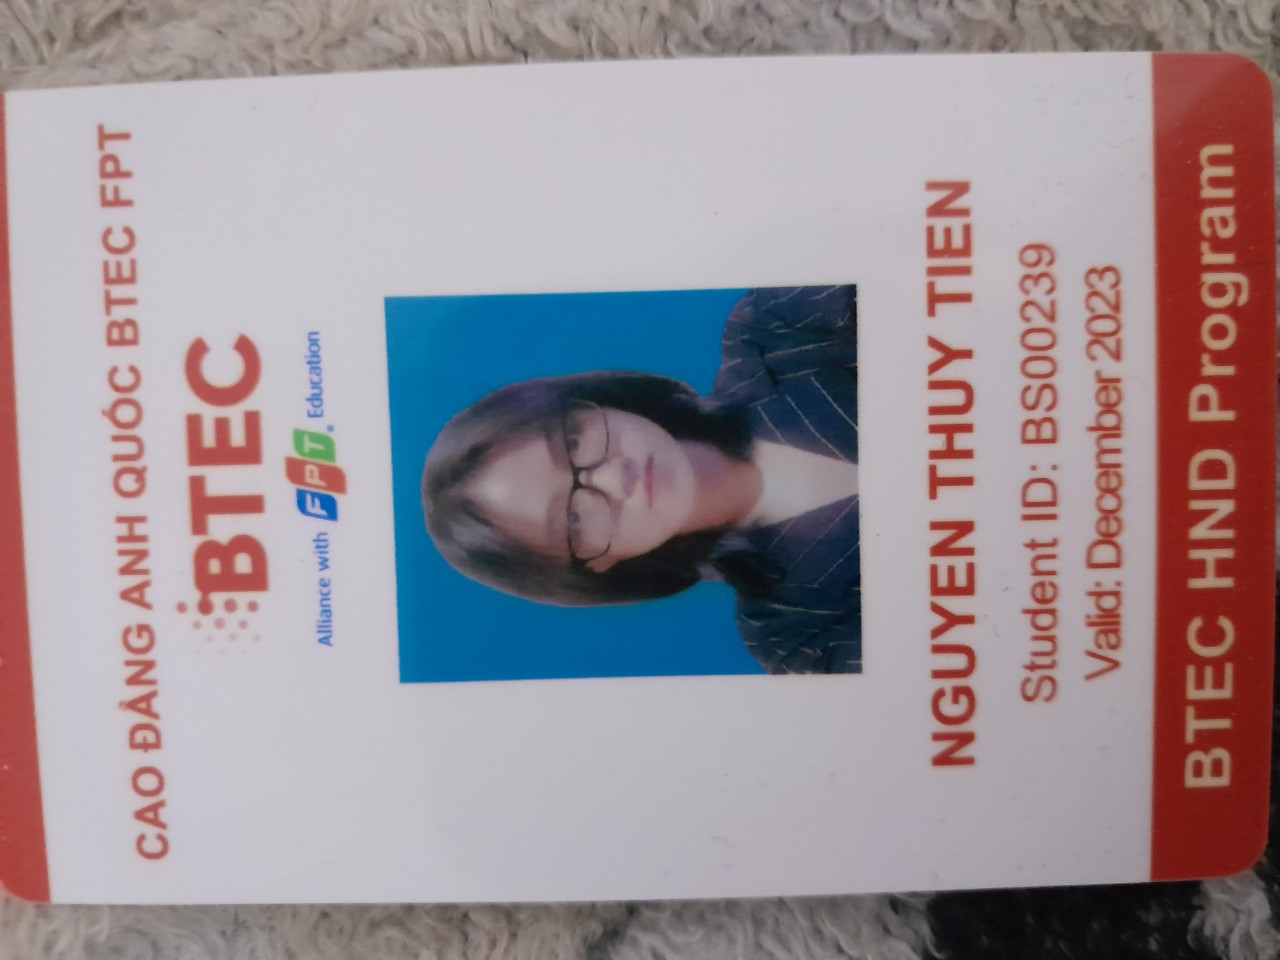 CAO ĐẲNG ANH QUỐC BTEC FPT
BTEC
Alliance with FPT Education
NGUYEN THUY TIEN
Student ID: BS00239
Valid: December 2023
BTEC HND Program